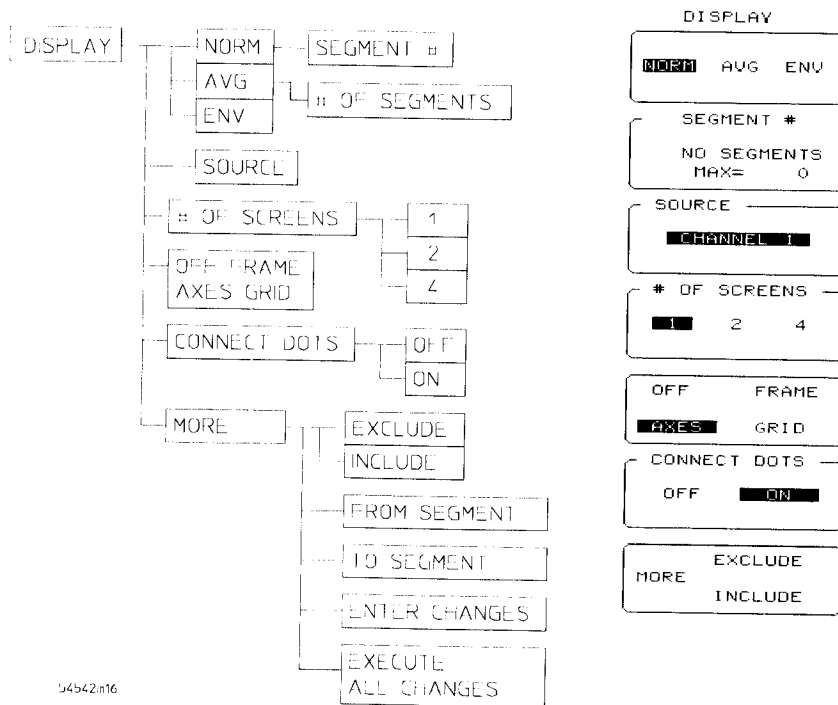 DISPLAY
NORM
SEGMENT #
AVG
# OF SEGMENTS
ENV
SOURCE
# OF SCREENS
1
2
4
OFF FRAME
AXES GRID
CONNECT DOTS
OFF
ON
MORE
EXCLUDE
INCLUDE
FROM SEGMENT
TO SEGMENT
ENTER CHANGES
EXECUTE
ALL CHANGES
54542m16
DISPLAY
NORM AVG ENV
SEGMENT #
NO SEGMENTS
MAX= 0
SOURCE
CHANNEL 1
# OF SCREENS
1 2 4
OFF FRAME
AXES GRID
CONNECT DOTS
OFF ON
EXCLUDE
MORE
INCLUDE